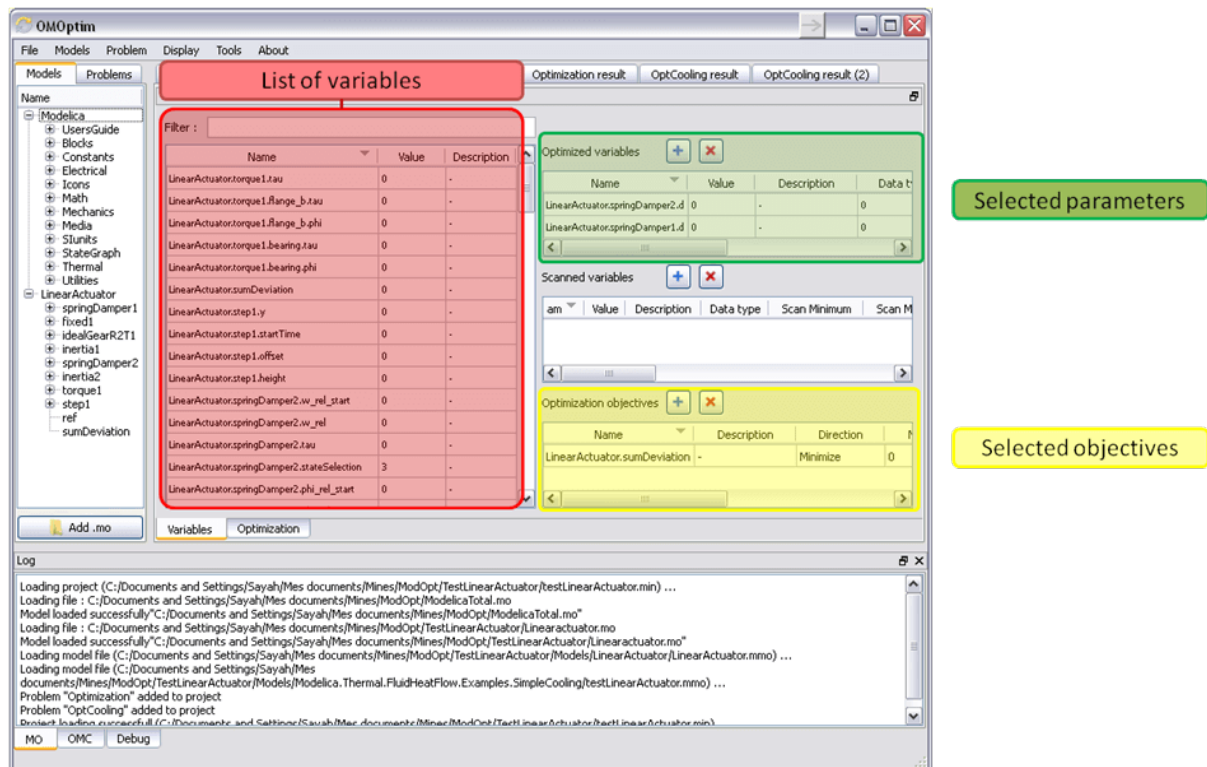 OMOptim
File Models Problem Display Tools About
Models Problems
List of variables
Optimization result OptCooling result OptCooling result (2)
Name
Modelica
UsersGuide
Blocks
Constants
Electrical
Icons
Math
Mechanics
Media
SIunits
StateGraph
Thermal
Utilities
LinearActuator
springDamper1
fixed1
idealGearR2T1
inertia1
springDamper2
inertia2
torque1
step1
ref
sumDeviation
Add .mo
Filter :
Name Value Description
LinearActuator.torque1.tau 0 -
LinearActuator.torque1.flange_b.tau 0 -
LinearActuator.torque1.flange_b.phi 0 -
LinearActuator.torque1.bearing.tau 0 -
LinearActuator.torque1.bearing.phi 0 -
LinearActuator.sumDeviation 0 -
LinearActuator.step1.y 0 -
LinearActuator.step1.startTime 0 -
LinearActuator.step1.offset 0 -
LinearActuator.step1.height 0 -
LinearActuator.springDamper2.w_rel_start 0 -
LinearActuator.springDamper2.w_rel 0 -
LinearActuator.springDamper2.tau 0 -
LinearActuator.springDamper2.stateSelection 3 -
LinearActuator.springDamper2.phi_rel_start 0 -
Variables Optimization
Optimized variables
Name Value Description Data t
LinearActuator.springDamper2.d 0 - 0
LinearActuator.springDamper1.d 0 - 0
Selected parameters
Scanned variables
am Value Description Data type Scan Minimum Scan M
Optimization objectives
Name Description Direction
LinearActuator.sumDeviation - Minimize 0
Selected objectives
Log
Loading project (C:/Documents and Settings/Sayah/Mes documents/Mines/ModOpt/TestLinearActuator/testLinearActuator.min) ...
Loading file : C:/Documents and Settings/Sayah/Mes documents/Mines/ModOpt/ModelicaTotal.mo
Model loaded successfully"C:/Documents and Settings/Sayah/Mes documents/Mines/ModOpt/ModelicaTotal.mo"
Loading file : C:/Documents and Settings/Sayah/Mes documents/Mines/ModOpt/TestLinearActuator/Linearactuator.mo
Model loaded successfully"C:/Documents and Settings/Sayah/Mes documents/Mines/ModOpt/TestLinearActuator/Linearactuator.mo"
Loading model file (C:/Documents and Settings/Sayah/Mes documents/Mines/ModOpt/TestLinearActuator/Models/LinearActuator/LinearActuator.mmo) ...
Loading model file (C:/Documents and Settings/Sayah/Mes
documents/Mines/ModOpt/TestLinearActuator/Models/Modelica.Thermal.FluidHeatFlow.Examples.SimpleCooling/testLinearActuator.mmo) ...
Problem "Optimization" added to project
Problem "OptCooling" added to project
Project loading successfull (C:/Documents and Settings/Sayah/Mes documents/Mines/ModOpt/TestLinearActuator/testLinearActuator.min)
MO OMC Debug